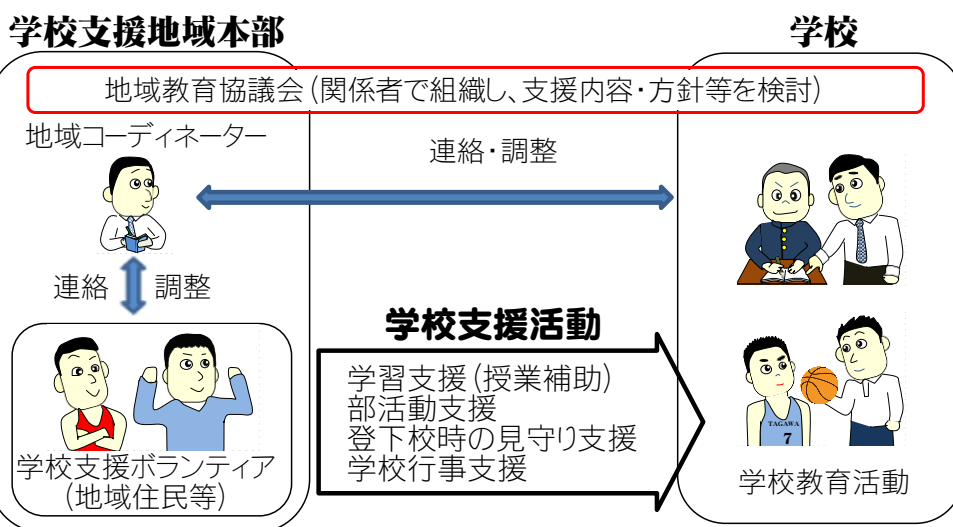 学校支援地域本部
学校
地域教育協議会(関係者で組織し、支援内容・方針等を検討)
地域コーディネーター
連絡・調整
連絡 調整
学校支援活動
学習支援(授業補助)
部活動支援
登下校時の見守り支援
学校行事支援
TAGAWA
7
学校支援ボランティア
(地域住民等)
学校教育活動